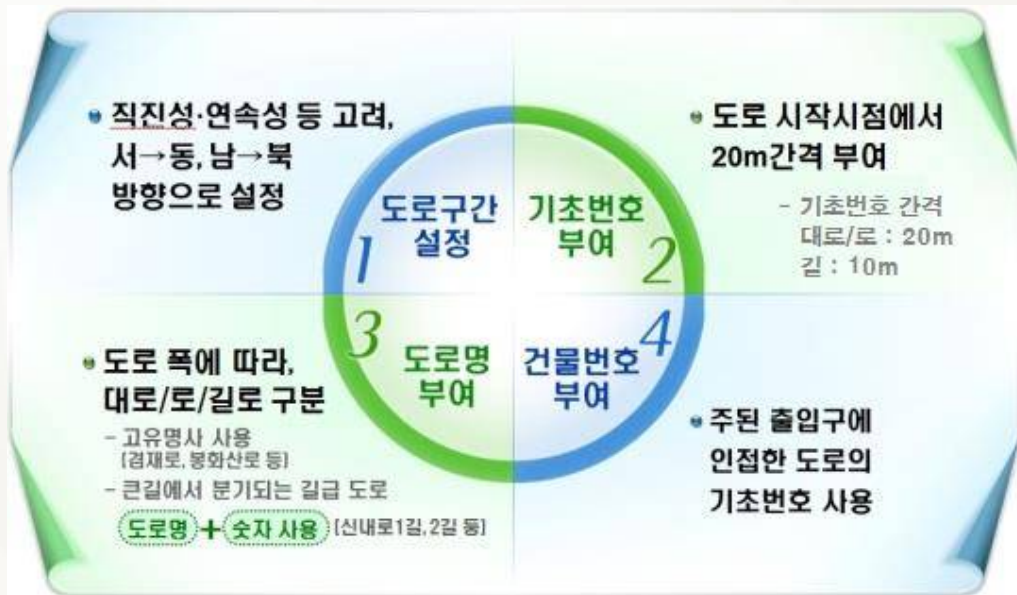 • 직진성·연속성 등 고려,
서→동, 남→북
방향으로 설정
도로구간
설정
1
• 도로 시작시점에서
20m간격 부여
- 기초번호 간격
대로/로 : 20m
길 : 10m
기초번호
부여
2
3
도로명
부여
• 도로 폭에 따라,
대로/로/길로 구분
- 고유명사 사용
(겸재로, 봉화산로 등)
- 큰길에서 분기되는 길급 도로
도로명 + 숫자 사용 (신내로1길, 2길 등)
4
건물번호
부여
• 주된 출입구에
인접한 도로의
기초번호 사용